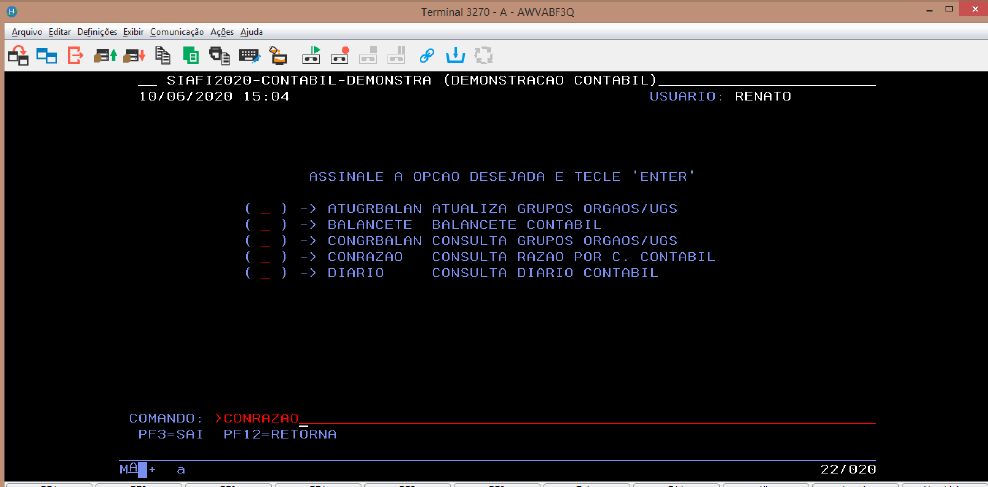 Terminal 3270 - A - AWVABF3Q
Arquivo Editar Definições Exibir Comunicação Ações Ajuda
__ SIAFI2020-CONTABIL-DEMONSTRA (DEMONSTRACAO CONTABIL)
10/06/2020 15:04 USUARIO: RENATO
ASSINALE A OPCAO DESEJADA E TECLE 'ENTER'
( _ ) -> ATUGRBALAN ATUALIZA GRUPOS ORGAOS/UGS
( _ ) -> BALANCETE BALANCETE CONTABIL
( _ ) -> CONGRBALAN CONSULTA GRUPOS ORGAOS/UGS
( _ ) -> CONRAZAO CONSULTA RAZAO POR C. CONTABIL
( _ ) -> DIARIO CONSULTA DIARIO CONTABIL
COMANDO: >CONRAZAO_
PF3=SAI PF12=RETORNA
MA + a 22/020